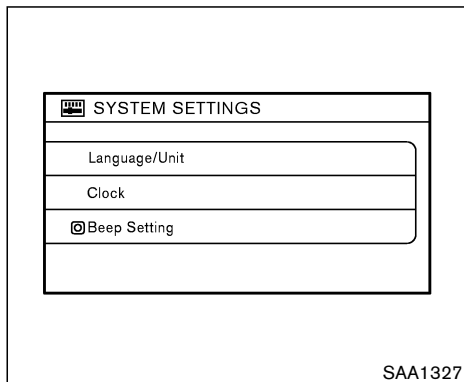 SYSTEM SETTINGS
Language/Unit
Clock
Beep Setting
SAA1327